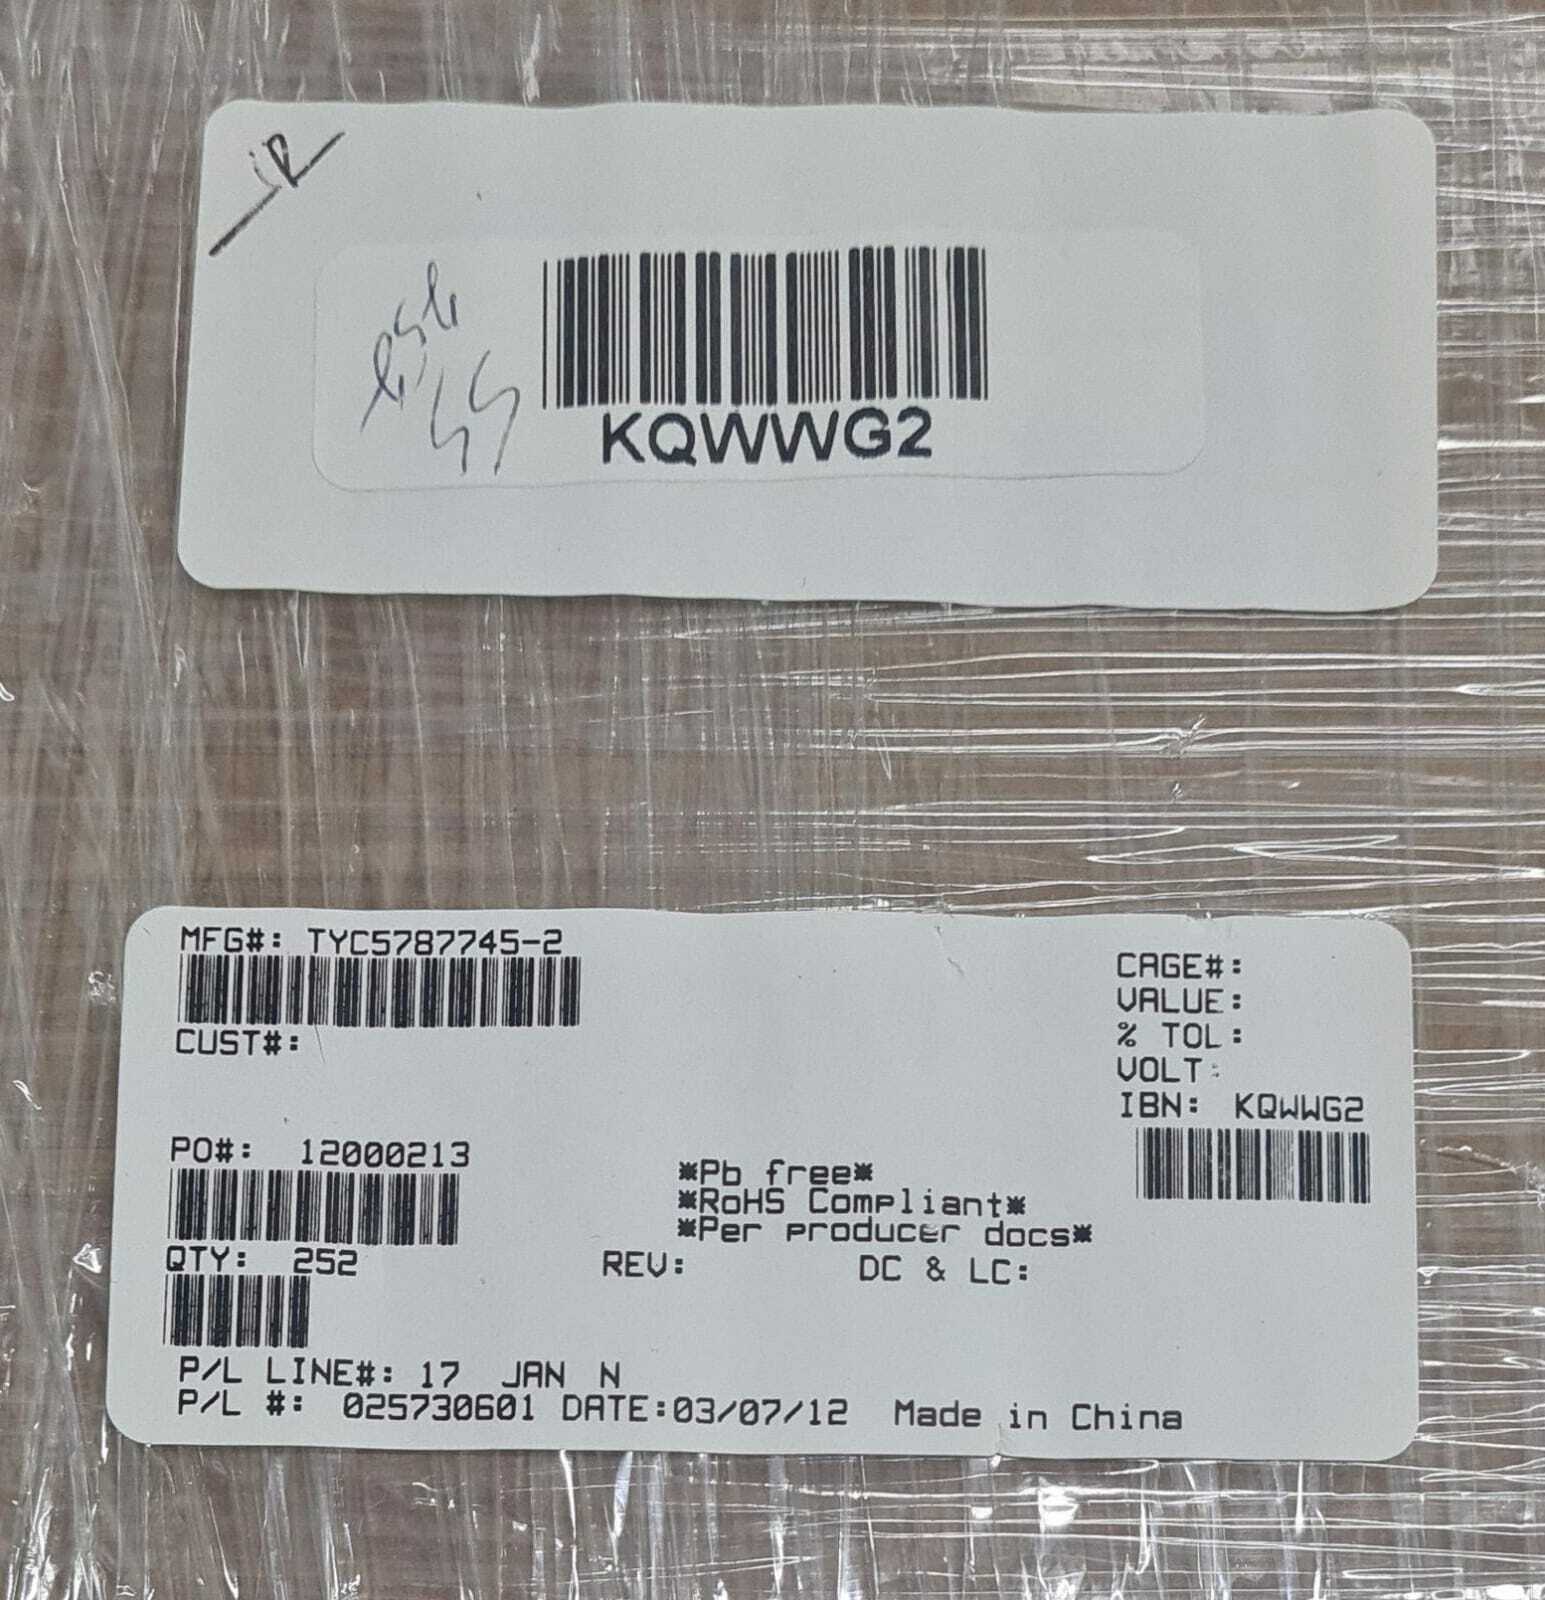 KQWWG2
MFG#: TYC5787745-2
CUST#:
CAGE#:
VALUE:
% TOL:
VOLT:
IBN: KQWWG2
PO#: 12000213
*Pb free*
*RoHS Compliant*
*Per producer docs*
QTY: 252 REV: DC & LC:
P/L LINE#: 17 JAN N
P/L #: 025730601 DATE:03/07/12 Made in China